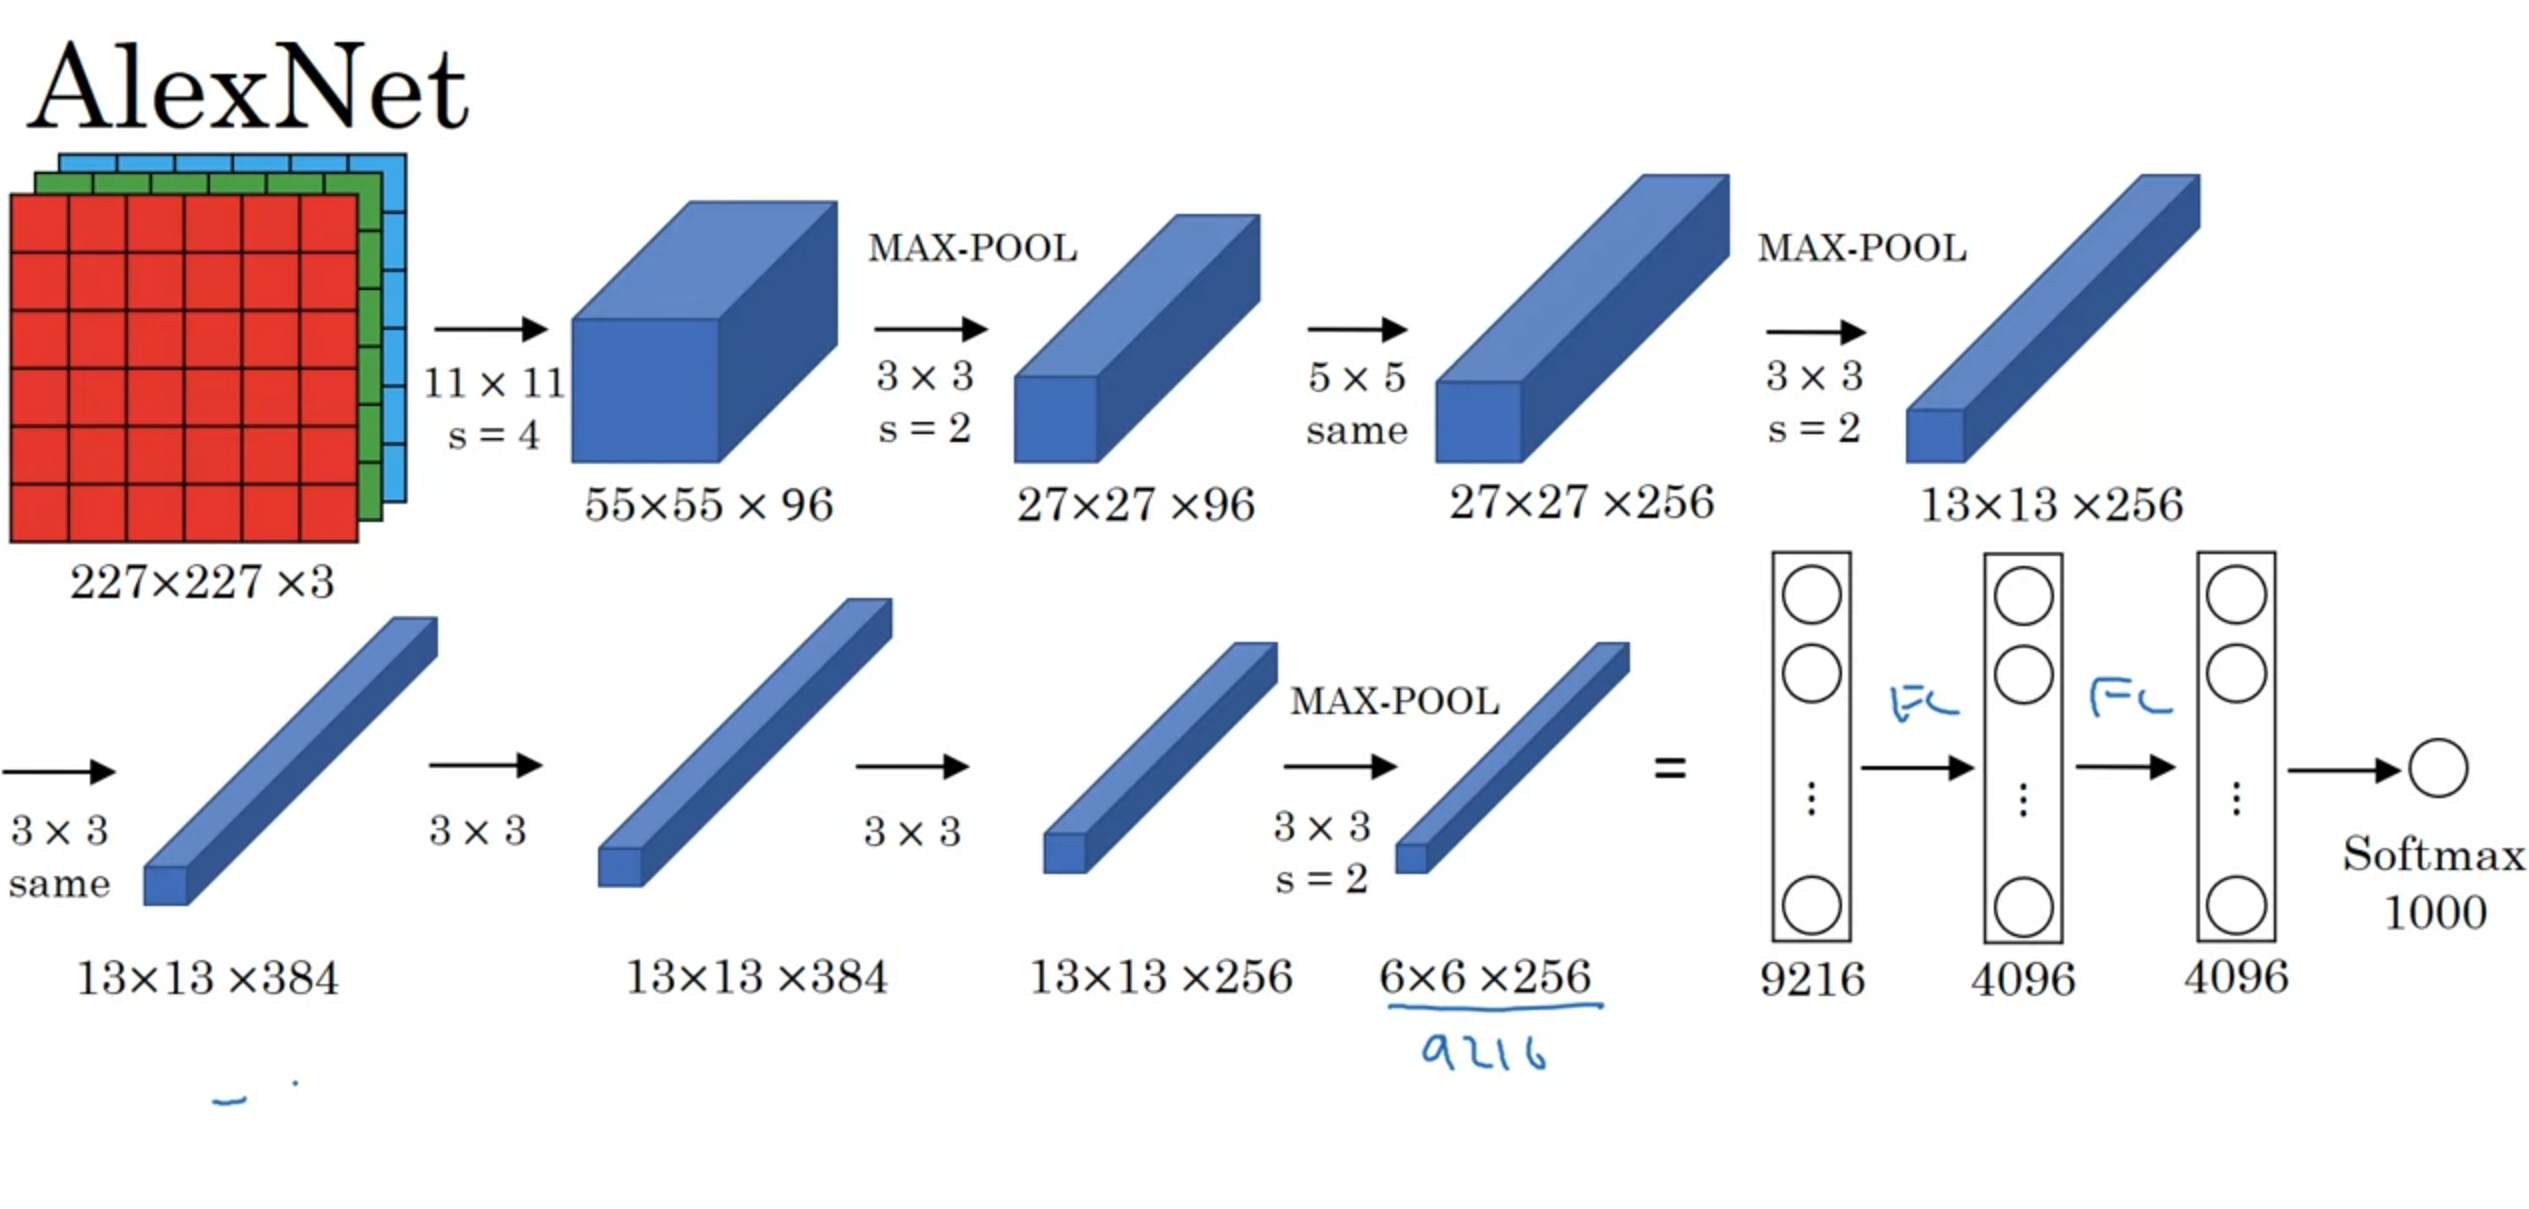 AlexNet
227×227 ×3
11 × 11
s = 4
55×55 × 96
MAX-POOL
3 × 3
s = 2
27×27 ×96
5 × 5
same
27×27 ×256
MAX-POOL
3 × 3
s = 2
13×13 ×256
3 × 3
same
13×13 ×384
3 × 3
13×13 ×384
3 × 3
13×13 ×256
MAX-POOL
3 × 3
s = 2
6×6 ×256
9216
=
9216
FC
4096
FC
4096
Softmax
1000